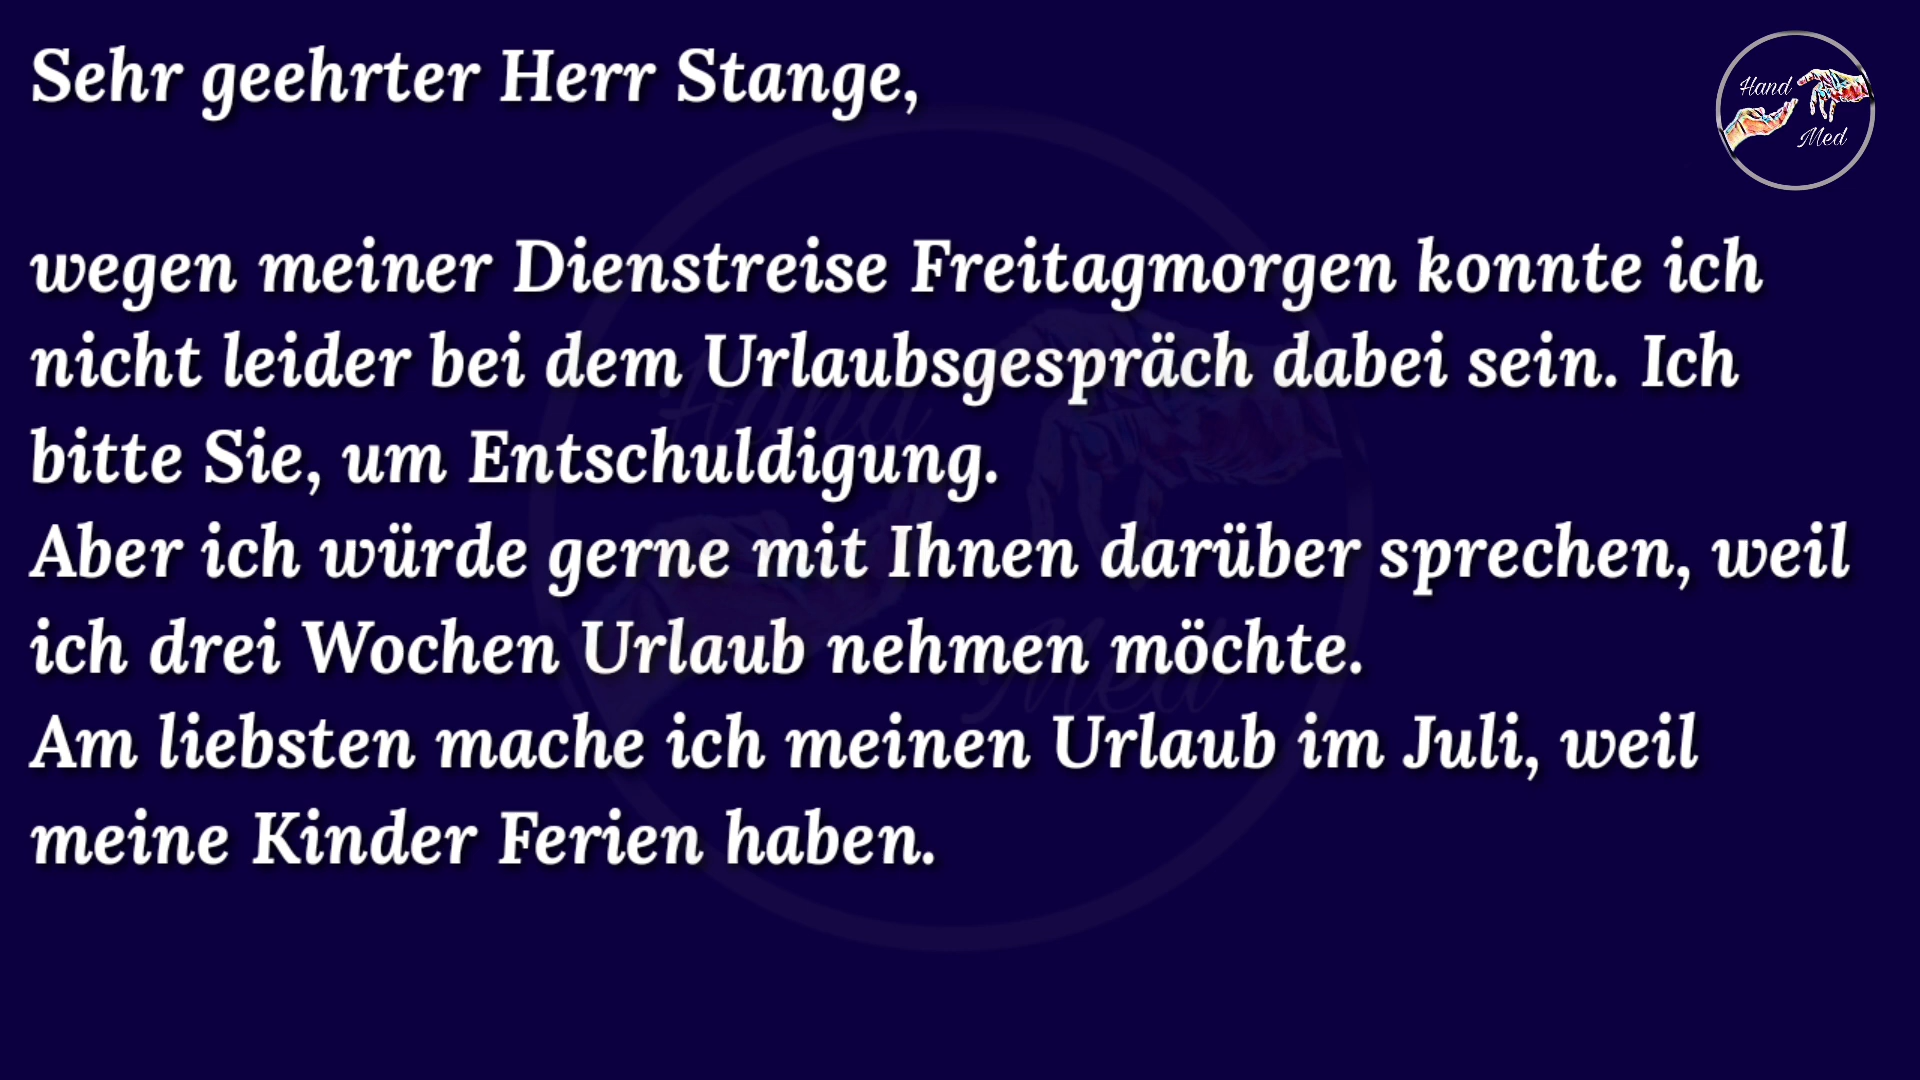 Sehr geehrter Herr Stange,
Hand
Med
wegen meiner Dienstreise Freitagmorgen konnte ich
nicht leider bei dem Urlaubsgespräch dabei sein. Ich
bitte Sie, um Entschuldigung.
Aber ich würde gerne mit Ihnen darüber sprechen, weil
ich drei Wochen Urlaub nehmen möchte.
Am liebsten mache ich meinen Urlaub im Juli, weil
meine Kinder Ferien haben.